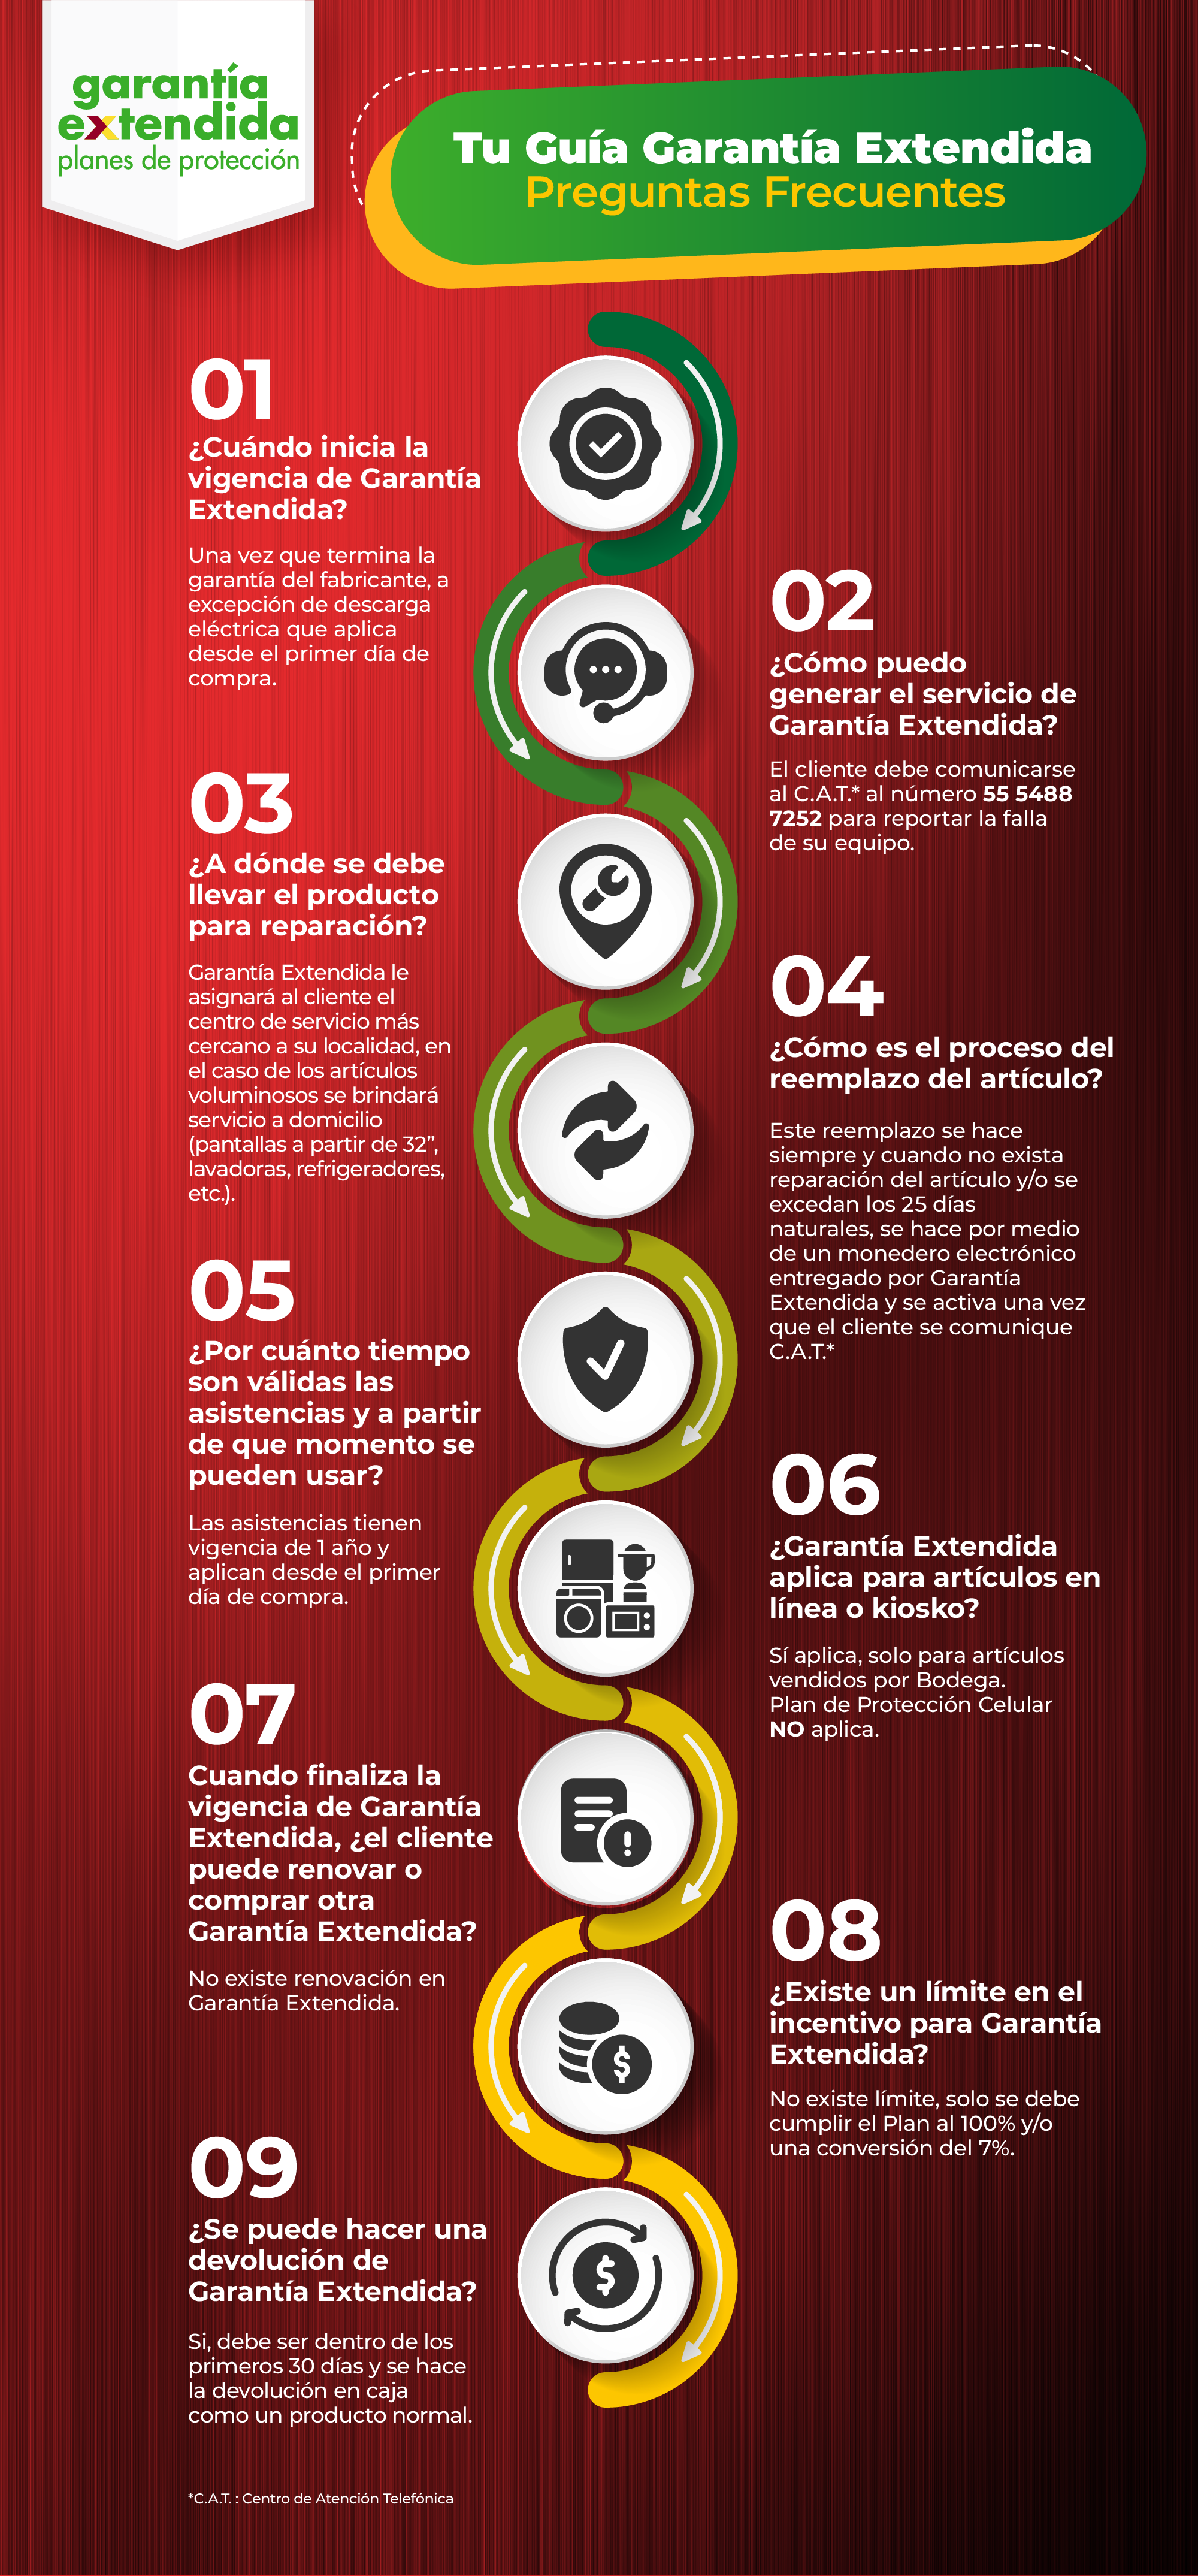 garantía
extendida
planes de protección
Tu Guía Garantía Extendida
Preguntas Frecuentes
01
¿Cuándo inicia la
vigencia de Garantía
Extendida?
Una vez que termina la
garantía del fabricante, a
excepción de descarga
eléctrica que aplica
desde el primer día de
compra.
02
¿Cómo puedo
generar el servicio de
Garantía Extendida?
El cliente debe comunicarse
al C.A.T.* al número 55 5488
7252 para reportar la falla
de su equipo.
03
¿A dónde se debe
llevar el producto
para reparación?
Garantía Extendida le
asignará al cliente el
centro de servicio más
cercano a su localidad, en
el caso de los artículos
voluminosos se brindará
servicio a domicilio
(pantallas a partir de 32”,
lavadoras, refrigeradores,
etc.).
04
¿Cómo es el proceso del
reemplazo del artículo?
Este reemplazo se hace
siempre y cuando no exista
reparación del artículo y/o se
excedan los 25 días
naturales, se hace por medio
de un monedero electrónico
entregado por Garantía
Extendida y se activa una vez
que el cliente se comunique
C.A.T.*
05
¿Por cuánto tiempo
son válidas las
asistencias y a partir
de que momento se
pueden usar?
Las asistencias tienen
vigencia de 1 año y
aplican desde el primer
día de compra.
06
¿Garantía Extendida
aplica para artículos en
línea o kiosko?
Sí aplica, solo para artículos
vendidos por Bodega.
Plan de Protección Celular
NO aplica.
07
Cuando finaliza la
vigencia de Garantía
Extendida, ¿el cliente
puede renovar o
comprar otra
Garantía Extendida?
No existe renovación en
Garantía Extendida.
08
¿Existe un límite en el
incentivo para Garantía
Extendida?
No existe límite, solo se debe
cumplir el Plan al 100% y/o
una conversión del 7%.
09
¿Se puede hacer una
devolución de
Garantía Extendida?
Si, debe ser dentro de los
primeros 30 días y se hace
la devolución en caja
como un producto normal.
*C.A.T. : Centro de Atención Telefónica